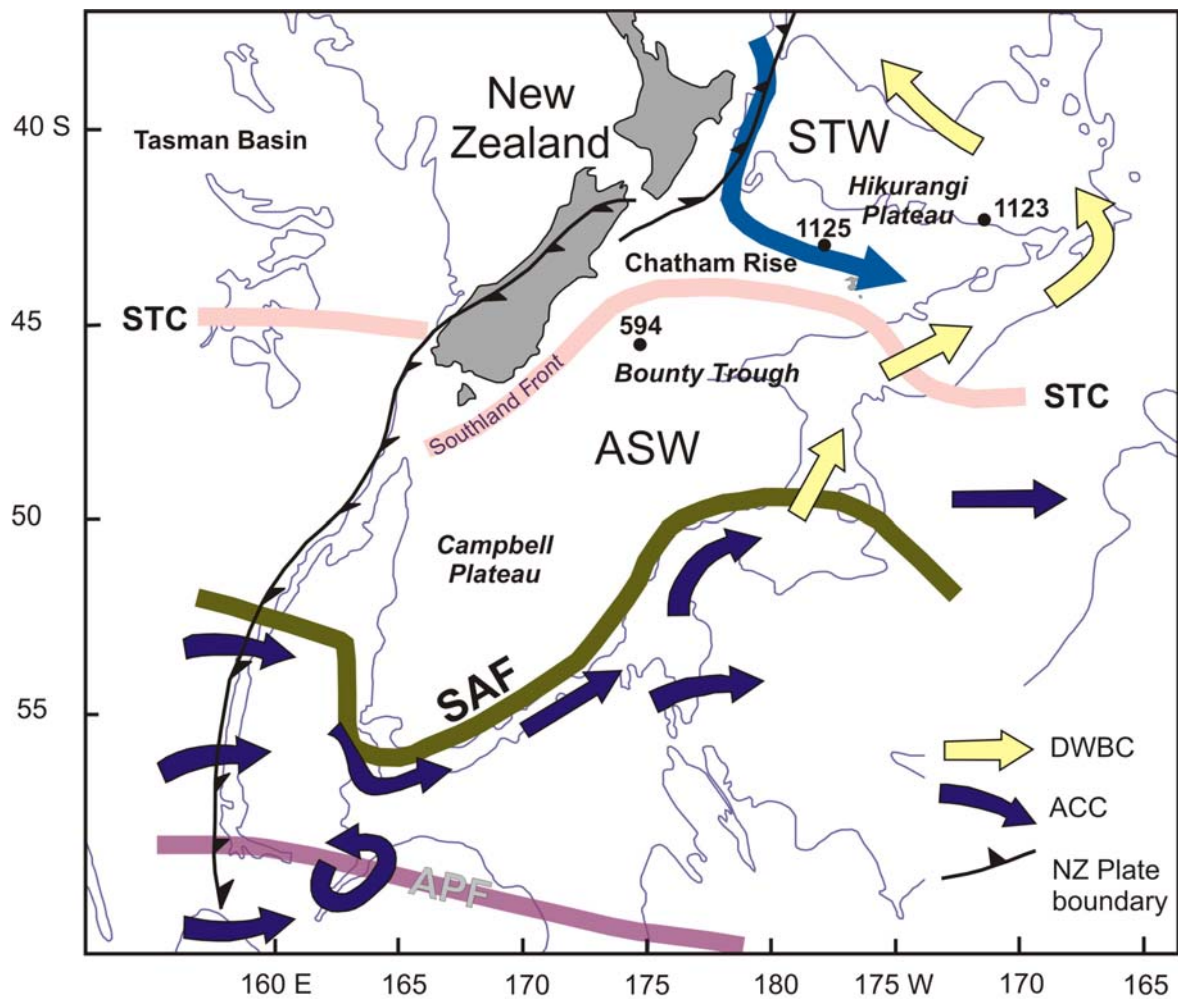 New
Zealand
40 S
Tasman Basin
STW
Hikurangi
Plateau
1123
1125
Chatham Rise
STC
45
594
Bounty Trough
Southland Front
STC
ASW
50
Campbell
Plateau
SAF
55
DWBC
ACC
APF
NZ Plate
boundary
160 E
165
170
175
180
175 W
170
165